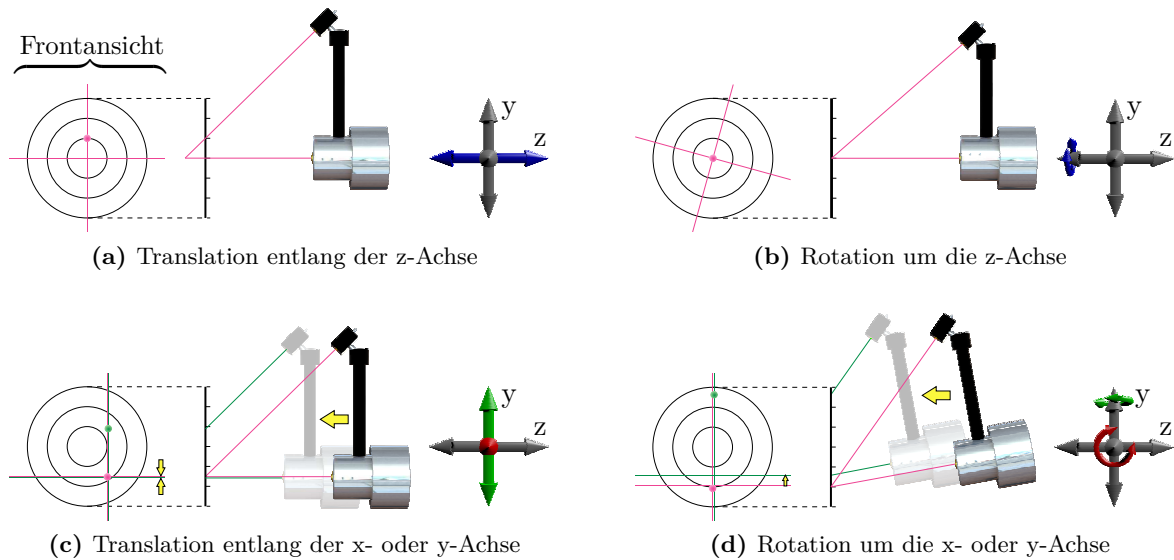 Frontansicht
y
z
y
z
(a) Translation entlang der z-Achse
(b) Rotation um die z-Achse
y
z
y
z
(c) Translation entlang der x- oder y-Achse
(d) Rotation um die x- oder y-Achse